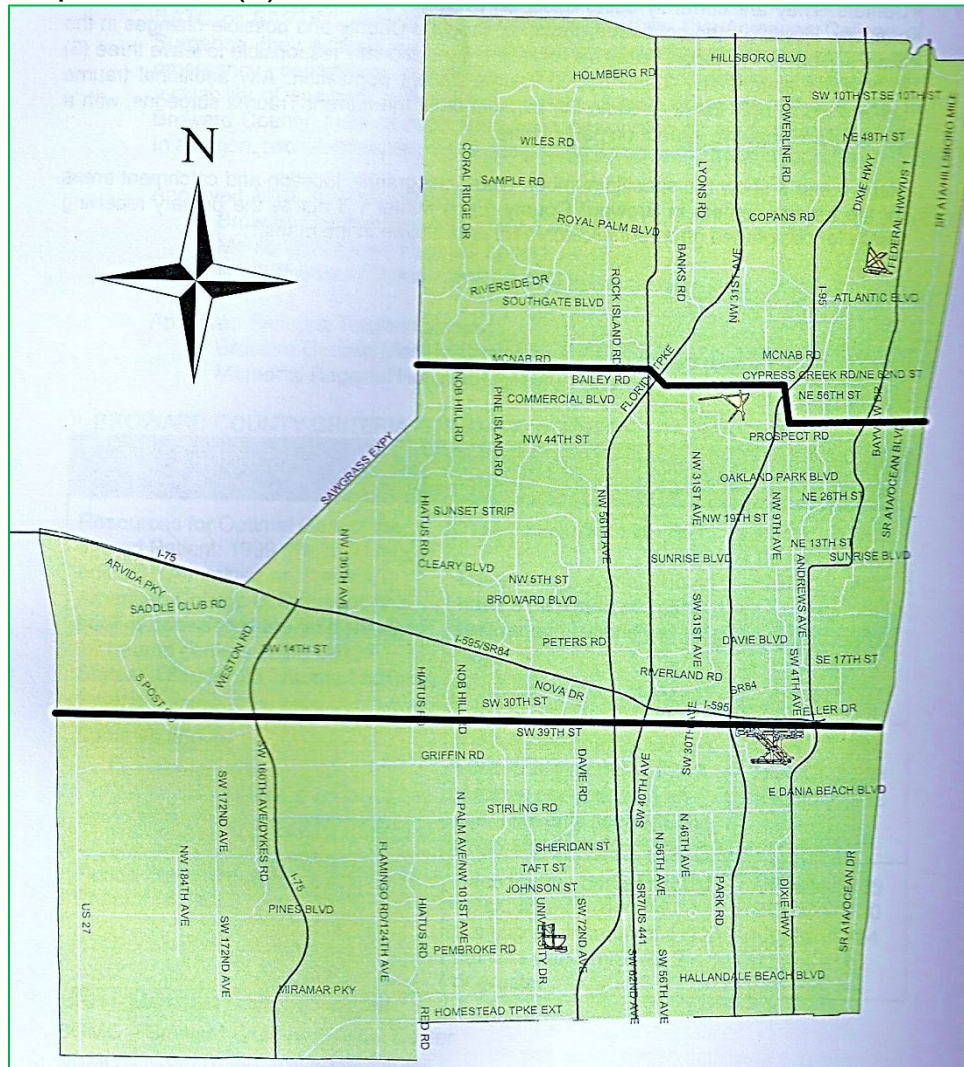 HILLSBORO BLVD
HOLMBERG RD
SW 10TH ST SE 10TH ST
POWERLINE RD
NE 48TH ST
WILES RD
CORAL RIDGE DR
SAMPLE RD
LYONS RD
DIXIE HWY
FEDERAL HWY/US 1
SR A1A/HILLSBORO MILE
N
COPANS RD
ROYAL PALM BLVD
BANKS RD
NW 31ST AVE
RIVERSIDE DR
SOUTHGATE BLVD
ROCK ISLAND RD
I-95
ATLANTIC BLVD
MCNAB RD
MCNAB RD
FLORIDA TPKE
BAILEY RD
CYPRESS CREEK RD/NE 62ND ST
NOB HILL RD
PINE ISLAND RD
COMMERCIAL BLVD
NE 56TH ST
BAYVIEW DR
PROSPECT RD
NW 44TH ST
SAWGRASS EXPY
SR A1A/OCEAN BLVD
OAKLAND PARK BLVD
NW 31ST AVE
NW 9TH AVE
NE 26TH ST
HIATUS RD
SUNSET STRIP
NW 56TH AVE
NW 19TH ST
NE 13TH ST
SUNRISE BLVD
SUNRISE BLVD
I-75
ARVIDA PKY
NW 136TH AVE
CLEARY BLVD
NW 5TH ST
ANDREWS AVE
SADDLE CLUB RD
BROWARD BLVD
SW 31ST AVE
PETERS RD
DAVIE BLVD
WESTON RD
SW 14TH ST
I-595/SR84
SW 4TH AVE
SE 17TH ST
RIVERLAND RD
S POST RD
HIATUS RD
NOB HILL RD
NOVA DR
SR84
SW 30TH ST
I-595
ELLER DR
SW 39TH ST
SW 30TH AVE
GRIFFIN RD
DAVIE RD
SW 40TH AVE
SW 160TH AVE/DYKES RD
E DANIA BEACH BLVD
SW 172ND AVE
N PALM AVE/NW 101ST AVE
STIRLING RD
N 56TH AVE
N 46TH AVE
SHERIDAN ST
NW 184TH AVE
FLAMINGO RD/124TH AVE
TAFT ST
JOHNSON ST
SR7/US 441
PARK RD
DIXIE HWY
SR A1A/OCEAN DR
I-75
US 27
PINES BLVD
SW 172ND AVE
HIATUS RD
PEMBROKE RD
UNIVERSITY DR
SW 72ND AVE
SW 62ND AVE
SW 56TH AVE
HALLANDALE BEACH BLVD
MIRAMAR PKY
RED RD
HOMESTEAD TPKE EXT